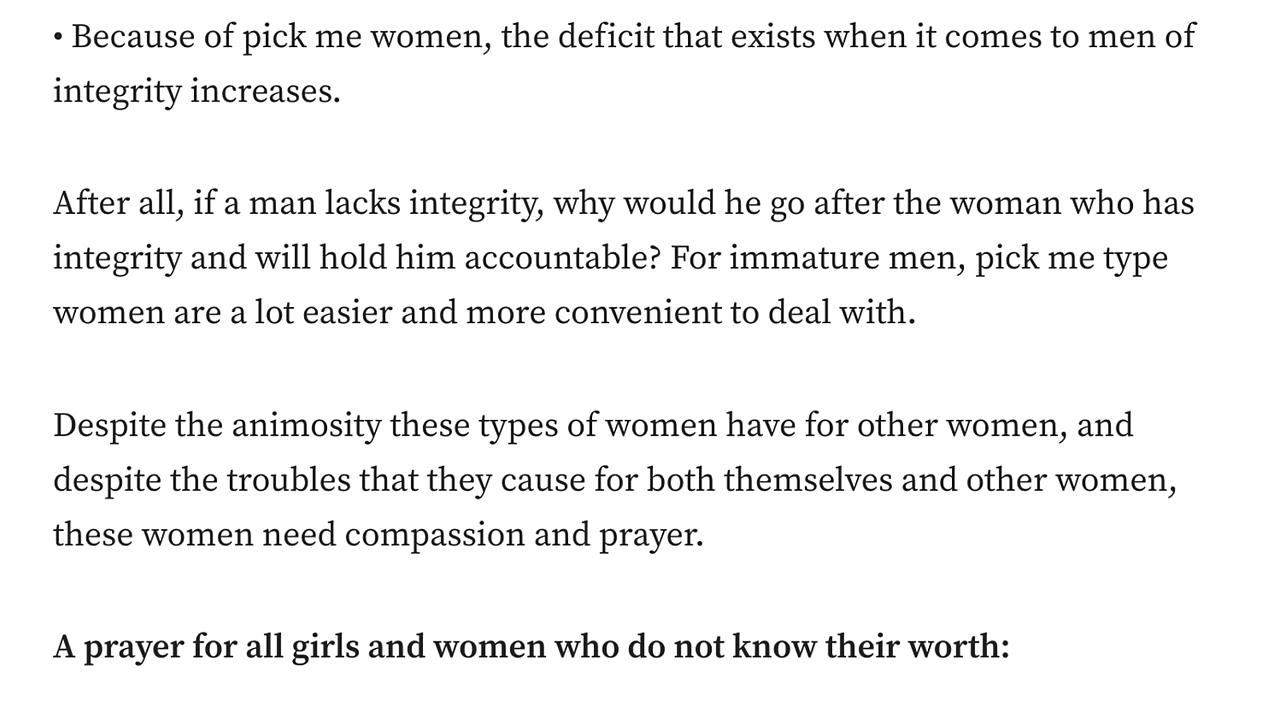 • Because of pick me women, the deficit that exists when it comes to men of
integrity increases.
After all, if a man lacks integrity, why would he go after the woman who has
integrity and will hold him accountable? For immature men, pick me type
women are a lot easier and more convenient to deal with.
Despite the animosity these types of women have for other women, and
despite the troubles that they cause for both themselves and other women,
these women need compassion and prayer.
A prayer for all girls and women who do not know their worth: